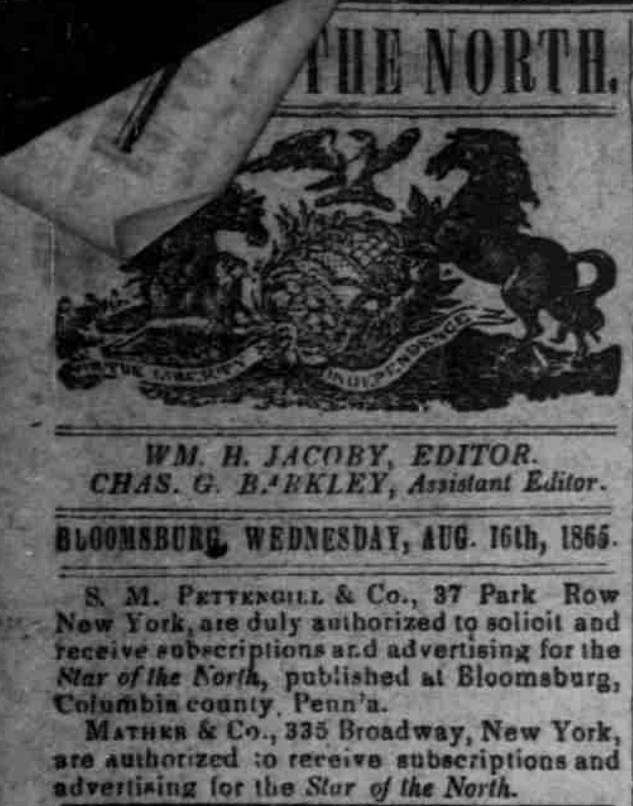 THE NORTH.
VIRTUE LIBERTY INDEPENDENCE
WM. H. JACOBY, EDITOR.
CHAS. G. BARKLEY, Assistant Editor.
BLOOMSBURG, WEDNESDAY, AUG. 16th, 1865.
S. M. PETTENGILL & Co., 37 Park Row
New York, are duly authorized to solicit and
receive subscriptions and advertising for the
Star of the North, published at Bloomsburg,
Columbia county, Penn'a.
MATHER & Co., 335 Broadway, New York,
are authorized to receive subscriptions and
advertising for the Star of the North.